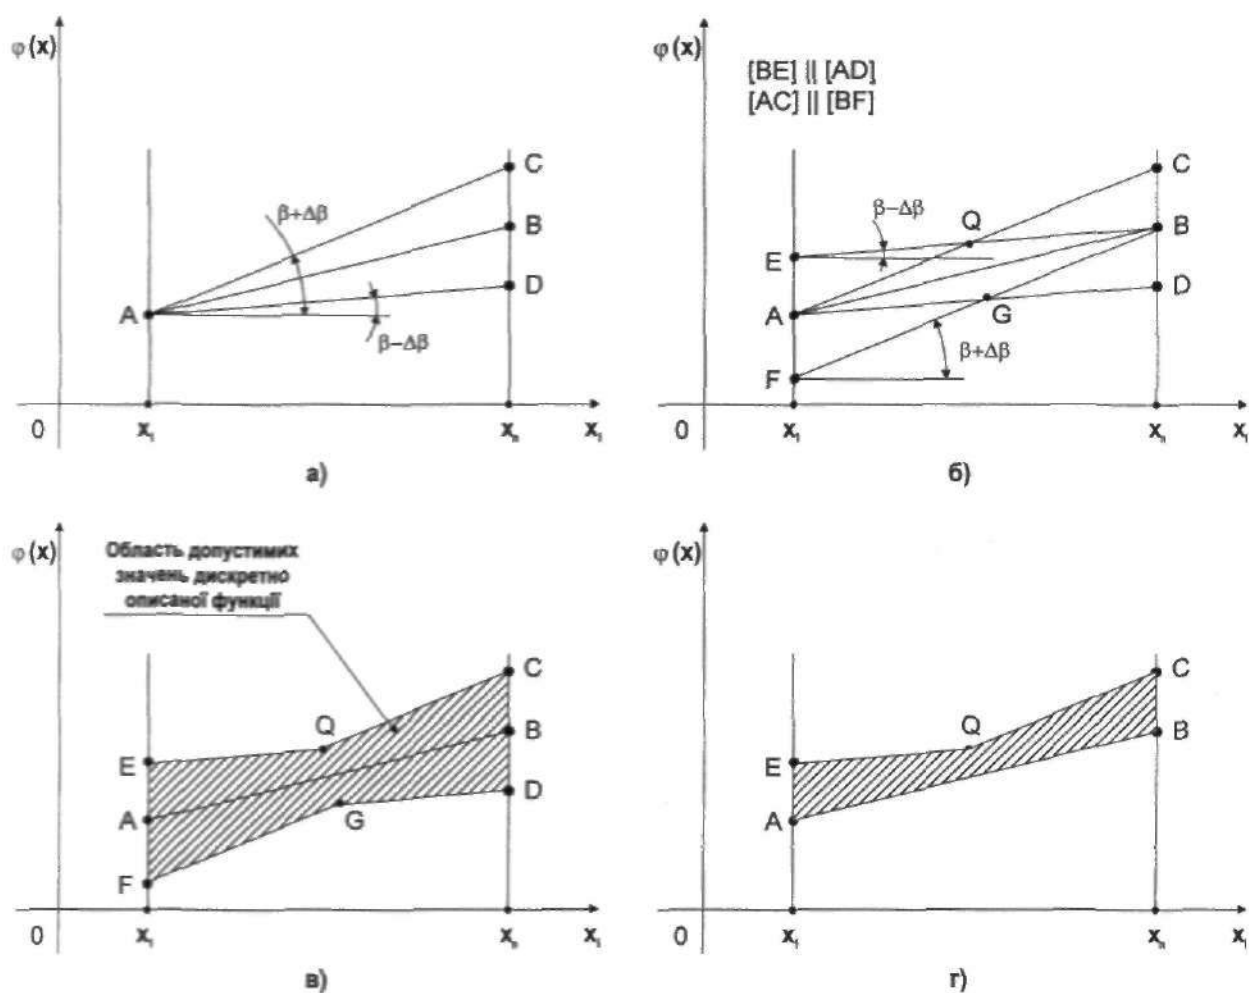 φ(x)
C
β+Δβ
B
D
A
β−Δβ
0
x₁
xₙ
x₁
а)
φ(x)
[BE] || [AD]
[AC] || [BF]
C
β−Δβ
Q
B
E
D
A
G
β+Δβ
F
0
x₁
xₙ
x₁
б)
φ(x)
Область допустимих
значень дискретно
описаної функції
C
Q
B
E
D
A
G
F
0
x₁
xₙ
x₁
в)
φ(x)
C
Q
B
E
A
0
x₁
xₙ
x₁
г)